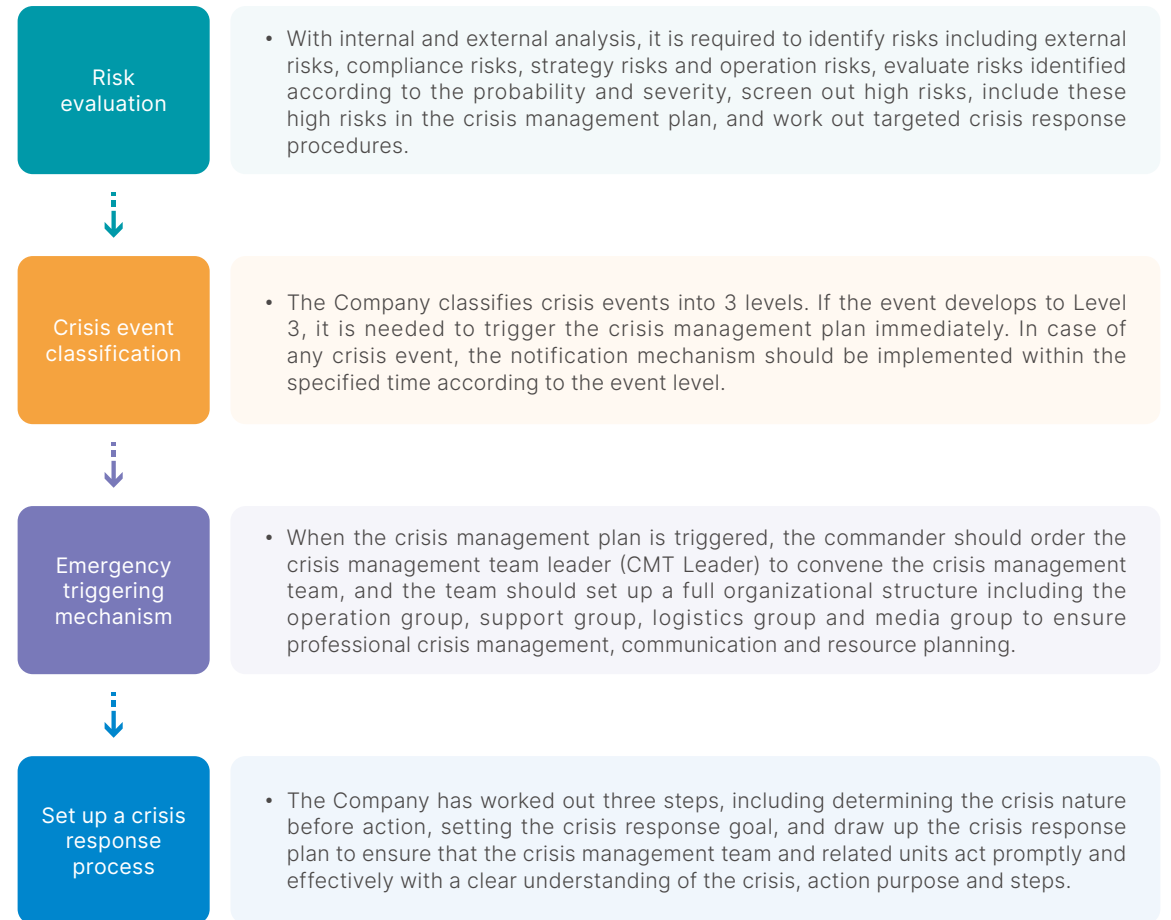 Risk
evaluation
• With internal and external analysis, it is required to identify risks including external
risks, compliance risks, strategy risks and operation risks, evaluate risks identified
according to the probability and severity, screen out high risks, include these
high risks in the crisis management plan, and work out targeted crisis response
procedures.
Crisis event
classification
• The Company classifies crisis events into 3 levels. If the event develops to Level
3, it is needed to trigger the crisis management plan immediately. In case of
any crisis event, the notification mechanism should be implemented within the
specified time according to the event level.
Emergency
triggering
mechanism
• When the crisis management plan is triggered, the commander should order the
crisis management team leader (CMT Leader) to convene the crisis management
team, and the team should set up a full organizational structure including the
operation group, support group, logistics group and media group to ensure
professional crisis management, communication and resource planning.
Set up a crisis
response
process
• The Company has worked out three steps, including determining the crisis nature
before action, setting the crisis response goal, and draw up the crisis response
plan to ensure that the crisis management team and related units act promptly and
effectively with a clear understanding of the crisis, action purpose and steps.